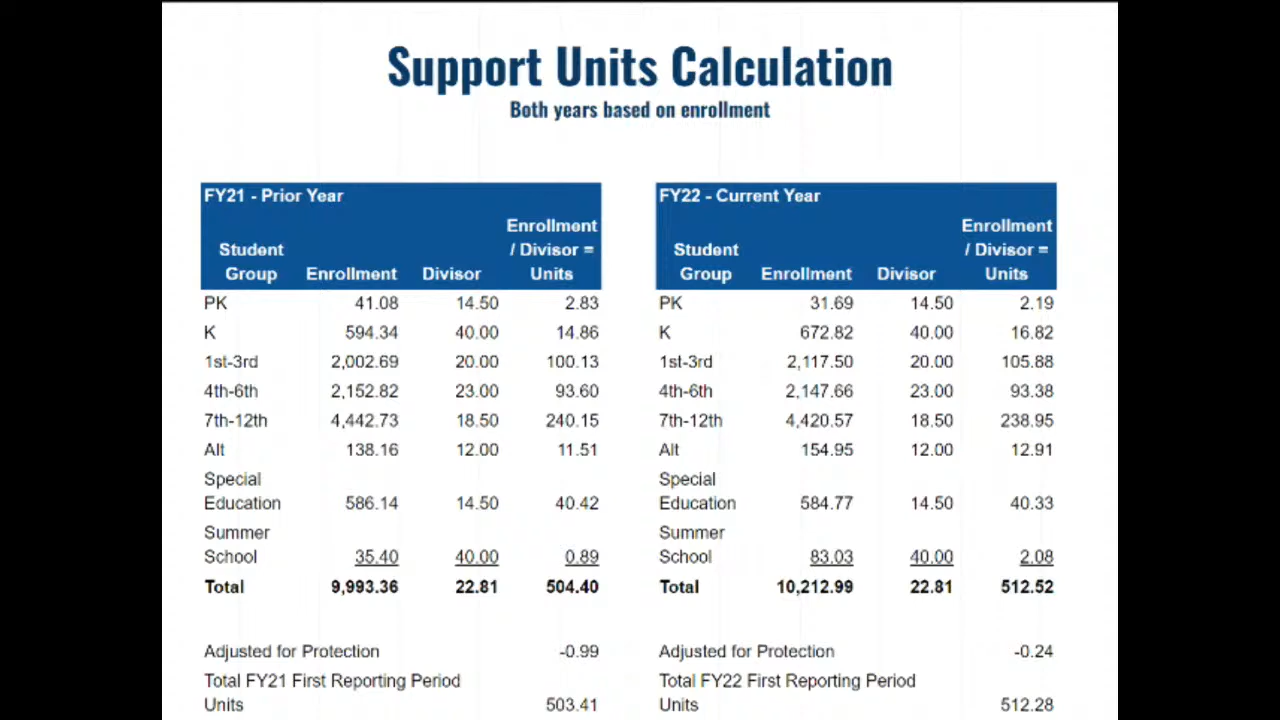 Support Units Calculation
Both years based on enrollment
FY21 - Prior Year
Student Group Enrollment Divisor Enrollment / Divisor = Units
PK 41.08 14.50 2.83
K 594.34 40.00 14.86
1st-3rd 2,002.69 20.00 100.13
4th-6th 2,152.82 23.00 93.60
7th-12th 4,442.73 18.50 240.15
Alt 138.16 12.00 11.51
Special
Education 586.14 14.50 40.42
Summer
School 35.40 40.00 0.89
Total 9,993.36 22.81 504.40
Adjusted for Protection -0.99
Total FY21 First Reporting Period
Units 503.41
FY22 - Current Year
Student Group Enrollment Divisor Enrollment / Divisor = Units
PK 31.69 14.50 2.19
K 672.82 40.00 16.82
1st-3rd 2,117.50 20.00 105.88
4th-6th 2,147.66 23.00 93.38
7th-12th 4,420.57 18.50 238.95
Alt 154.95 12.00 12.91
Special
Education 584.77 14.50 40.33
Summer
School 83.03 40.00 2.08
Total 10,212.99 22.81 512.52
Adjusted for Protection -0.24
Total FY22 First Reporting Period
Units 512.28